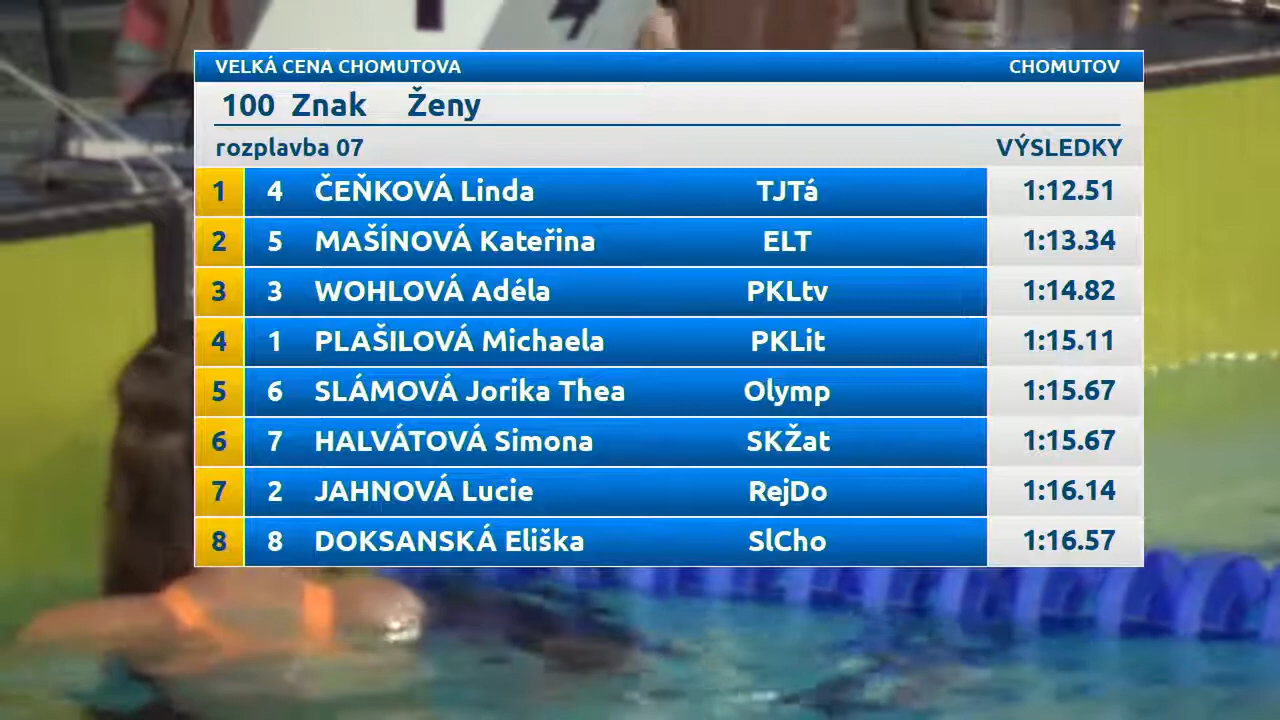 VELKÁ CENA CHOMUTOVA CHOMUTOV
100 Znak Ženy
rozplavba 07 VÝSLEDKY
1 4 ČEŇKOVÁ Linda TJTá 1:12.51
2 5 MAŠÍNOVÁ Kateřina ELT 1:13.34
3 3 WOHLOVÁ Adéla PKLtv 1:14.82
4 1 PLAŠILOVÁ Michaela PKLit 1:15.11
5 6 SLÁMOVÁ Jorika Thea Olymp 1:15.67
6 7 HALVÁTOVÁ Simona SKŽat 1:15.67
7 2 JAHNOVÁ Lucie RejDo 1:16.14
8 8 DOKSANSKÁ Eliška SlCho 1:16.57